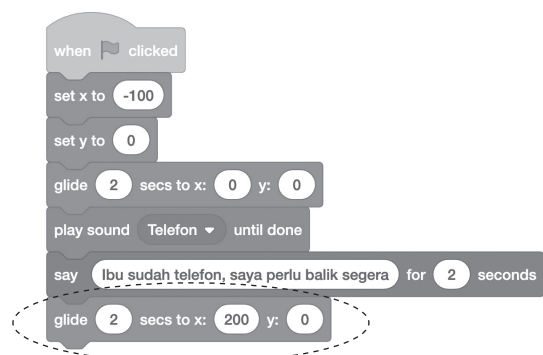 when clicked
set x to -100
set y to 0
glide 2 secs to x: 0 y: 0
play sound Telefon until done
say Ibu sudah telefon, saya perlu balik segera for 2 seconds
glide 2 secs to x: 200 y: 0